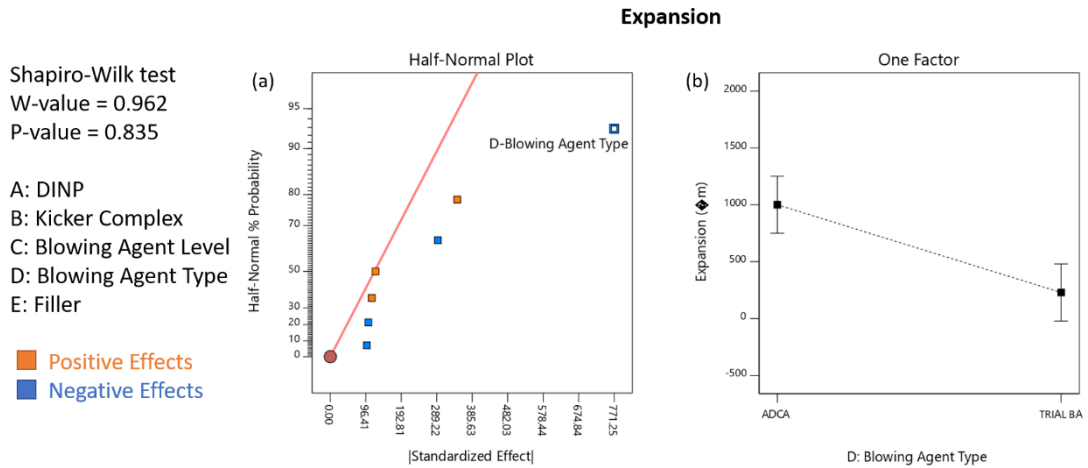 Expansion
Shapiro-Wilk test
W-value = 0.962
P-value = 0.835
A: DINP
B: Kicker Complex
C: Blowing Agent Level
D: Blowing Agent Type
E: Filler
Positive Effects
Negative Effects
(a)
Half-Normal Plot
Half-Normal % Probability
95
90
80
70
50
30
20
10
0
D-Blowing Agent Type
0.00
96.41
192.81
289.22
385.63
482.03
578.44
674.84
771.25
|Standardized Effect|
(b)
One Factor
Expansion (�m)
2000
1500
1000
500
0
-500
ADCA
TRIAL BA
D: Blowing Agent Type